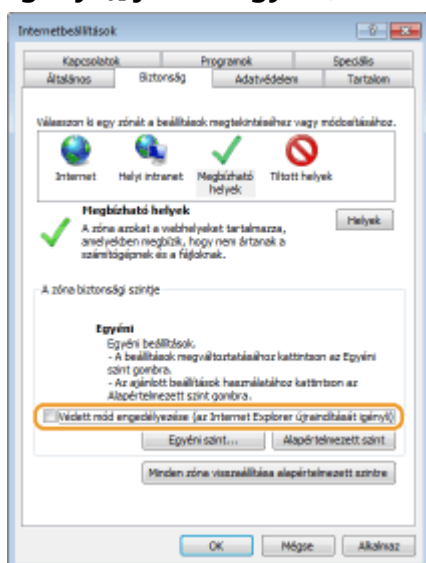 Internetbeállítások
Kapcsolatok Programok Speciális
Általános Biztonság Adatvédelem Tartalom
Válasszon ki egy zónát a beállítások megtekintéséhez vagy módosításához.
Internet Helyi intranet Megbízható helyek Tiltott helyek
Megbízható helyek
A zóna azokat a webhelyeket tartalmazza,
amelyekben megbízik, hogy nem ártanak a
számítógépnek és a fájloknak.
Helyek
A zóna biztonsági szintje
Egyéni
Egyéni beállítások.
- A beállítások megváltoztatásához kattintson az Egyéni
szint gombra.
- Az ajánlott beállítások használatához kattintson az
Alapértelmezett szint gombra.
Védett mód engedélyezése (az Internet Explorer újraindítását igényli)
Egyéni szint... Alapértelmezett szint
Minden zóna visszaállítása alapértelmezett szintre
OK Mégse Alkalmaz